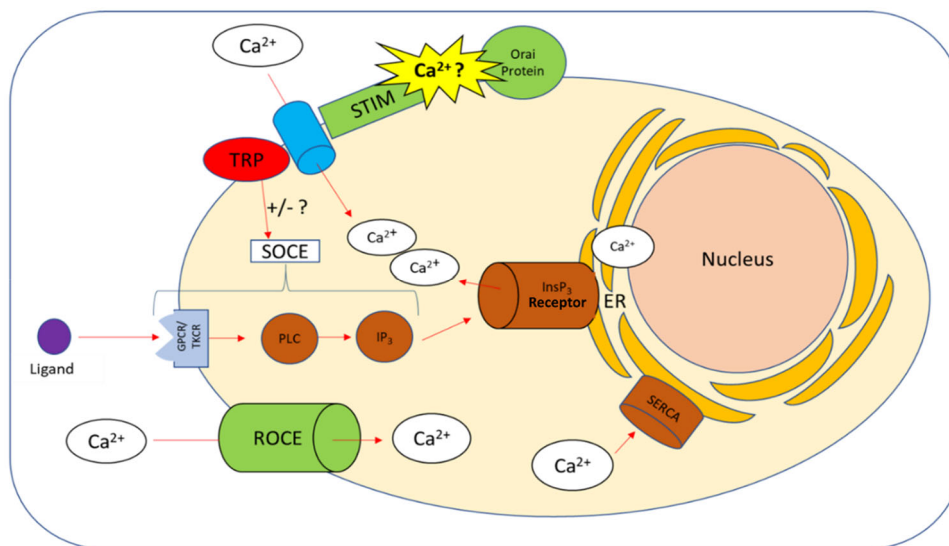 Ca2+
Orai
Protein
Ca2+ ?
STIM
TRP
+/- ?
SOCE
Ca2+
Ca2+
Ca2+
Nucleus
InsP3
Receptor
ER
GPCR/
TKCR
PLC
IP3
Ligand
SERCA
Ca2+
ROCE
Ca2+
Ca2+